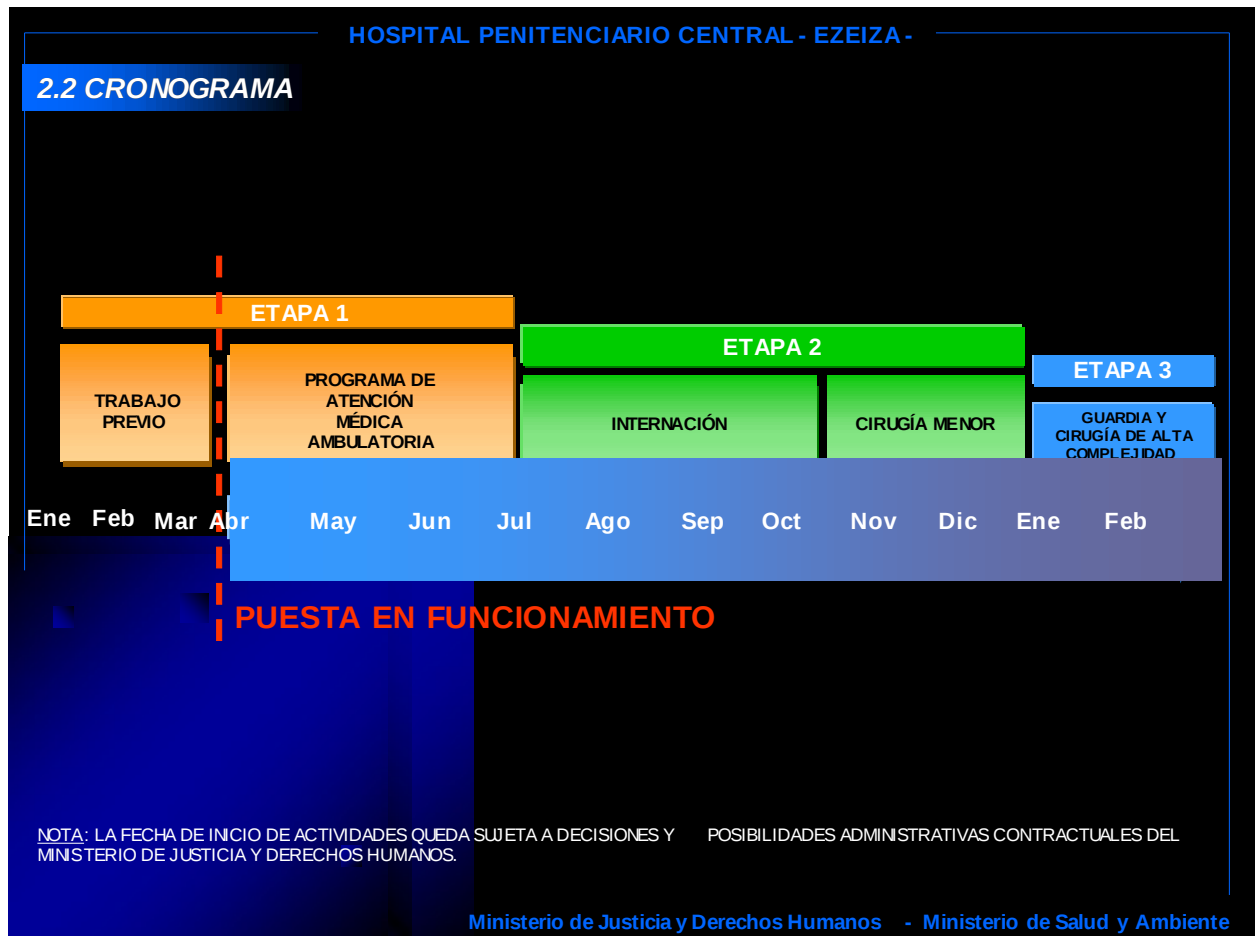 HOSPITAL PENITENCIARIO CENTRAL - EZEIZA -
2.2 CRONOGRAMA
ETAPA 1
ETAPA 2
ETAPA 3
TRABAJO
PREVIO
PROGRAMA DE
ATENCIÓN
MÉDICA
AMBULATORIA
INTERNACIÓN
CIRUGÍA MENOR
GUARDIA Y
CIRUGÍA DE ALTA
COMPLEJIDAD
Ene Feb Mar Abr May Jun Jul Ago Sep Oct Nov Dic Ene Feb
PUESTA EN FUNCIONAMIENTO
NOTA: LA FECHA DE INICIO DE ACTIVIDADES QUEDA SUJETA A DECISIONES Y POSIBILIDADES ADMINISTRATIVAS CONTRACTUALES DEL
MINISTERIO DE JUSTICIA Y DERECHOS HUMANOS.
Ministerio de Justicia y Derechos Humanos - Ministerio de Salud y Ambiente